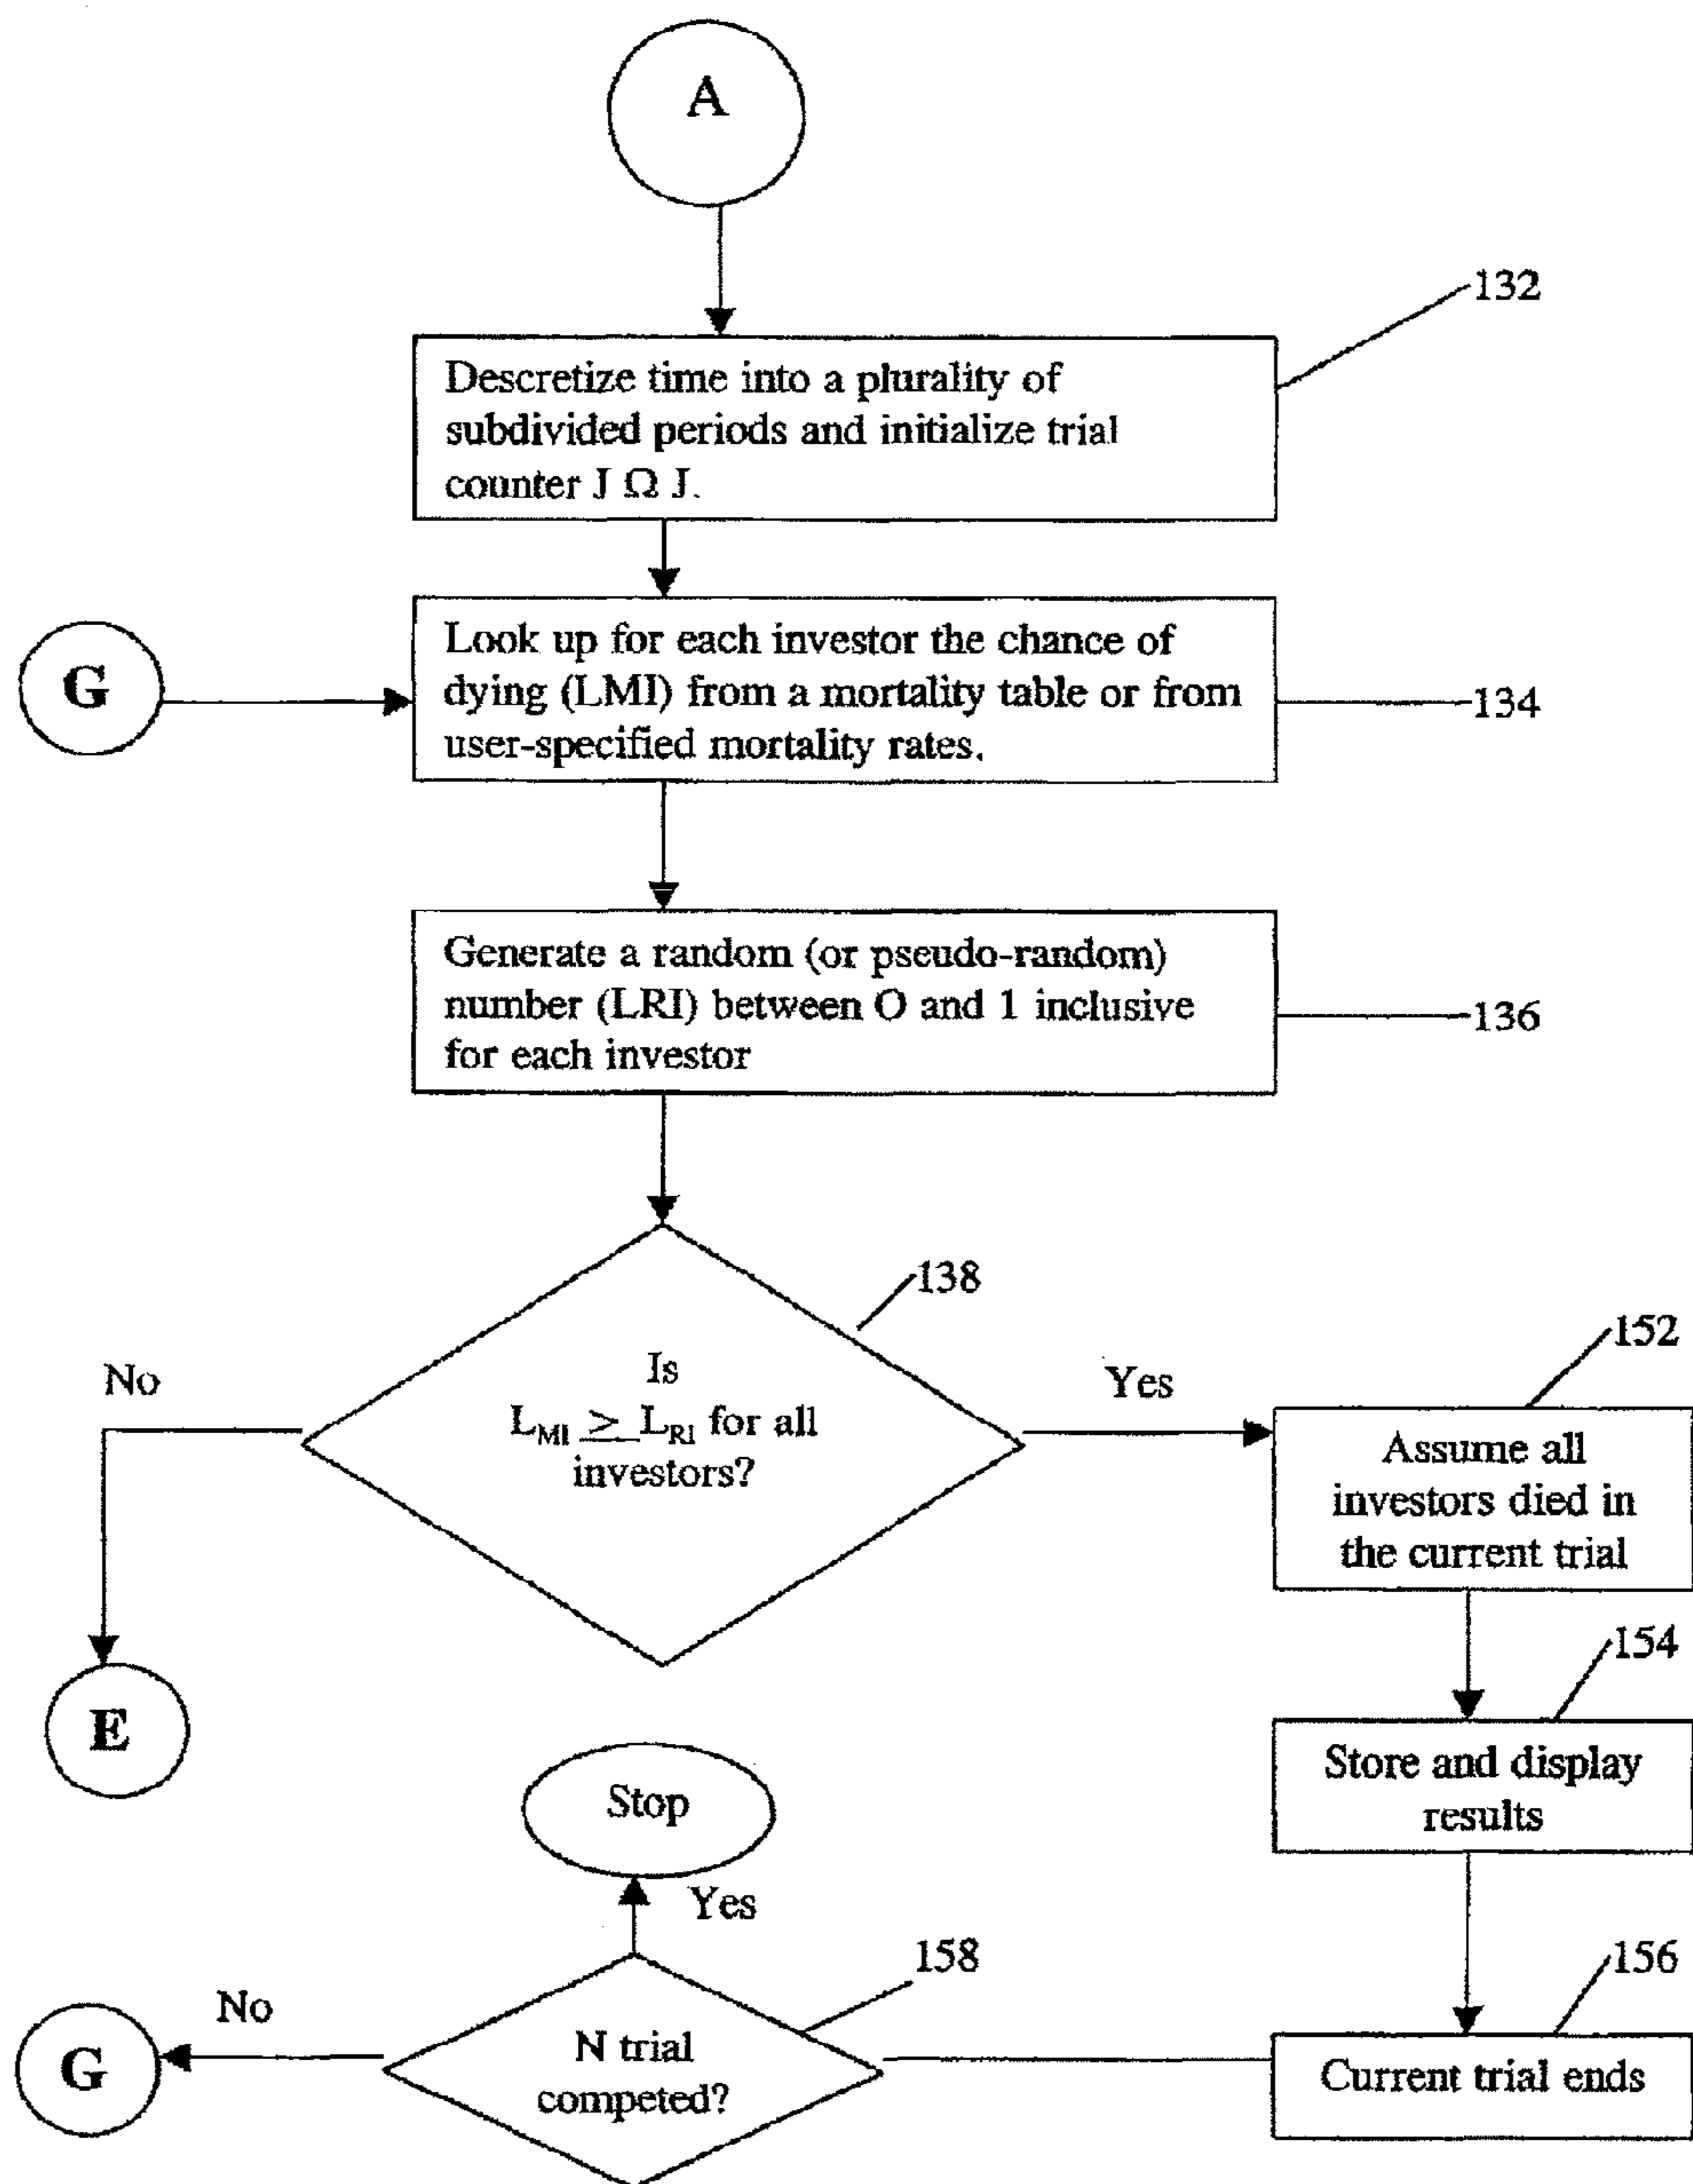 A
132
Descretize time into a plurality of
subdivided periods and initialize trial
counter J Ω J.
G
Look up for each investor the chance of
dying (LMI) from a mortality table or from
user-specified mortality rates.
134
Generate a random (or pseudo-random)
number (LRI) between O and 1 inclusive
for each investor
136
138
Is
L_MI ≥ L_RI for all
investors?
No
Yes
152
Assume all
investors died in
the current trial
E
154
Store and display
results
Stop
Yes
158
156
No
G
N trial
competed?
Current trial ends